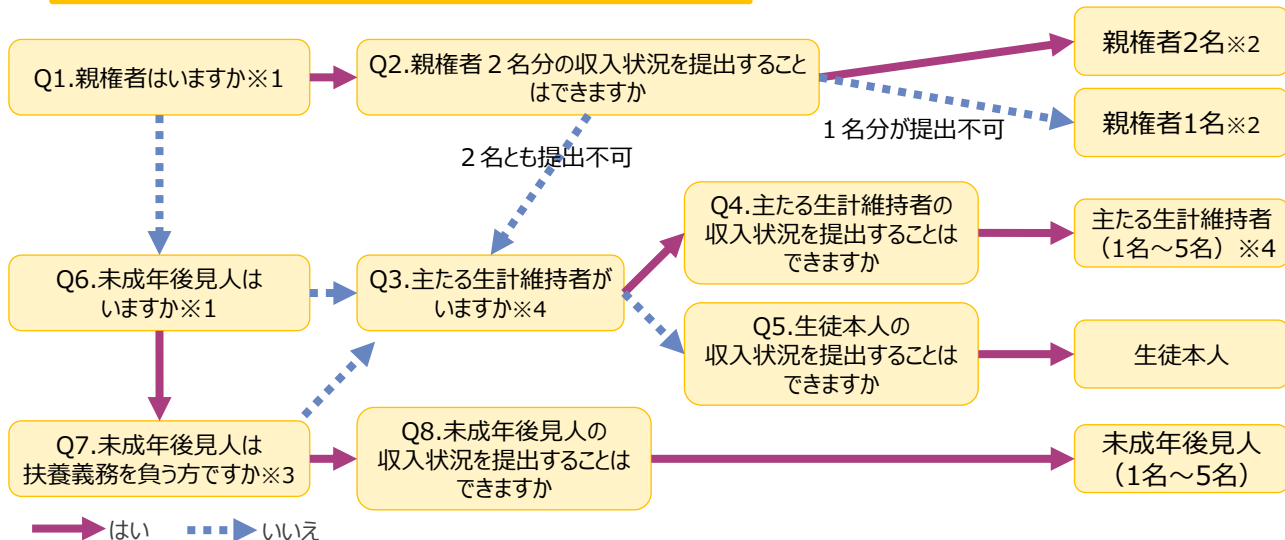 Q1.親権者はいますか※1
Q2.親権者２名分の収入状況を提出すること
はできますか
親権者2名※2
親権者1名※2
１名分が提出不可
２名とも提出不可
Q4.主たる生計維持者の
収入状況を提出することは
できますか
主たる生計維持者
（1名～5名）※4
Q6.未成年後見人は
いますか※1
Q3.主たる生計維持者が
いますか※4
Q5.生徒本人の
収入状況を提出することは
できますか
生徒本人
Q7.未成年後見人は
扶養義務を負う方ですか※3
Q8.未成年後見人の
収入状況を提出することは
できますか
未成年後見人
（1名～5名）
はい
いいえ